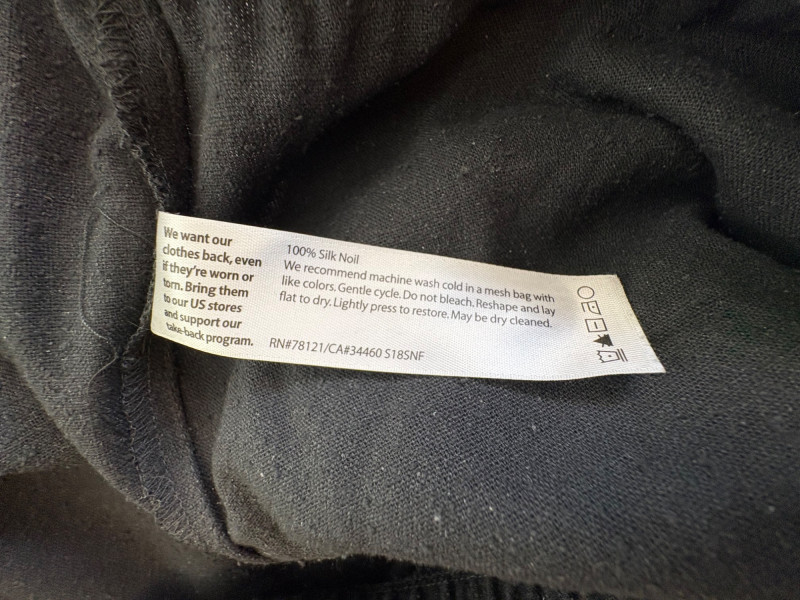 We want our
clothes back, even
if they're worn or
torn. Bring them
to our US stores
and support our
take-back program.
100% Silk Noil
We recommend machine wash cold in a mesh bag with
like colors. Gentle cycle. Do not bleach. Reshape and lay
flat to dry. Lightly press to restore. May be dry cleaned.
RN#78121/CA#34460 S18SNF